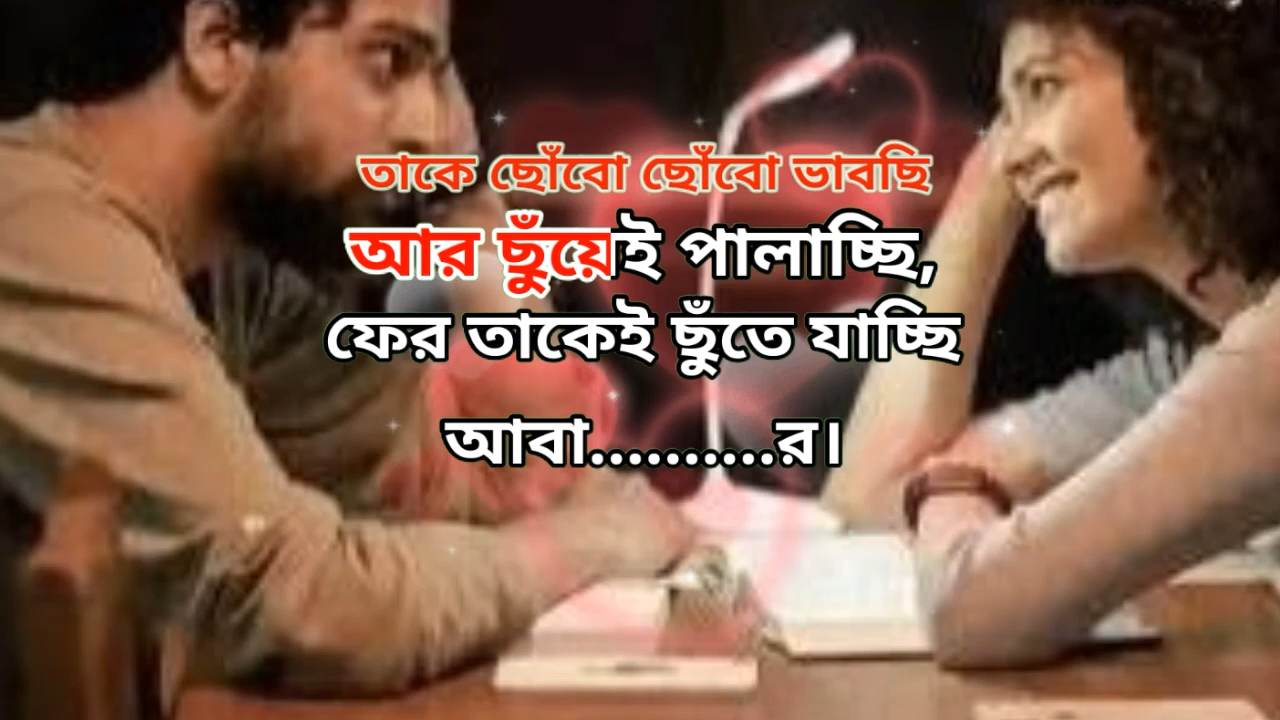 তাকে ছোঁবো ছোঁবো ভাবছি
আর ছুঁয়েই পালাচ্ছি,
ফের তাকেই ছুঁতে যাচ্ছি
আবা..........র।